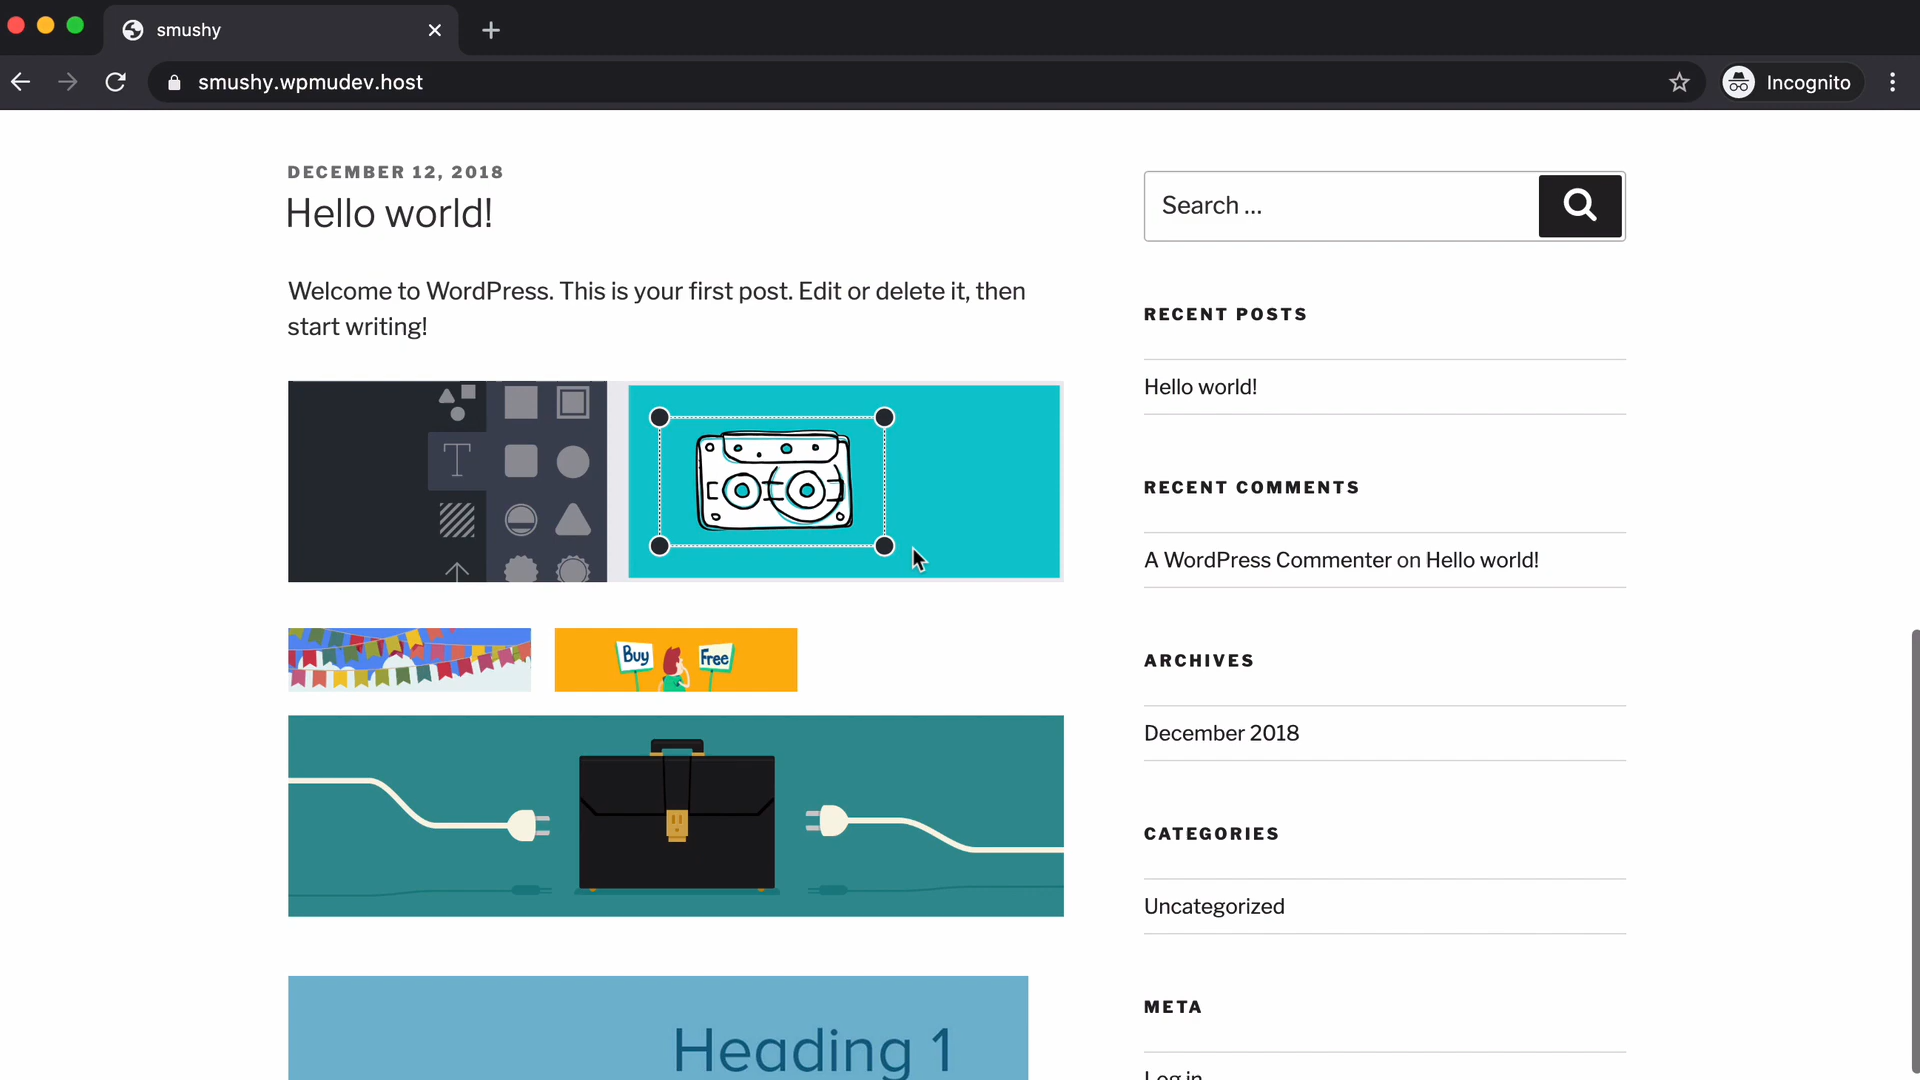 smushy
smushy.wpmudev.host
Incognito
DECEMBER 12, 2018
Hello world!
Welcome to WordPress. This is your first post. Edit or delete it, then
start writing!
T
Buy
Free
Heading 1
Search …
RECENT POSTS
Hello world!
RECENT COMMENTS
A WordPress Commenter on Hello world!
ARCHIVES
December 2018
CATEGORIES
Uncategorized
META
Log in